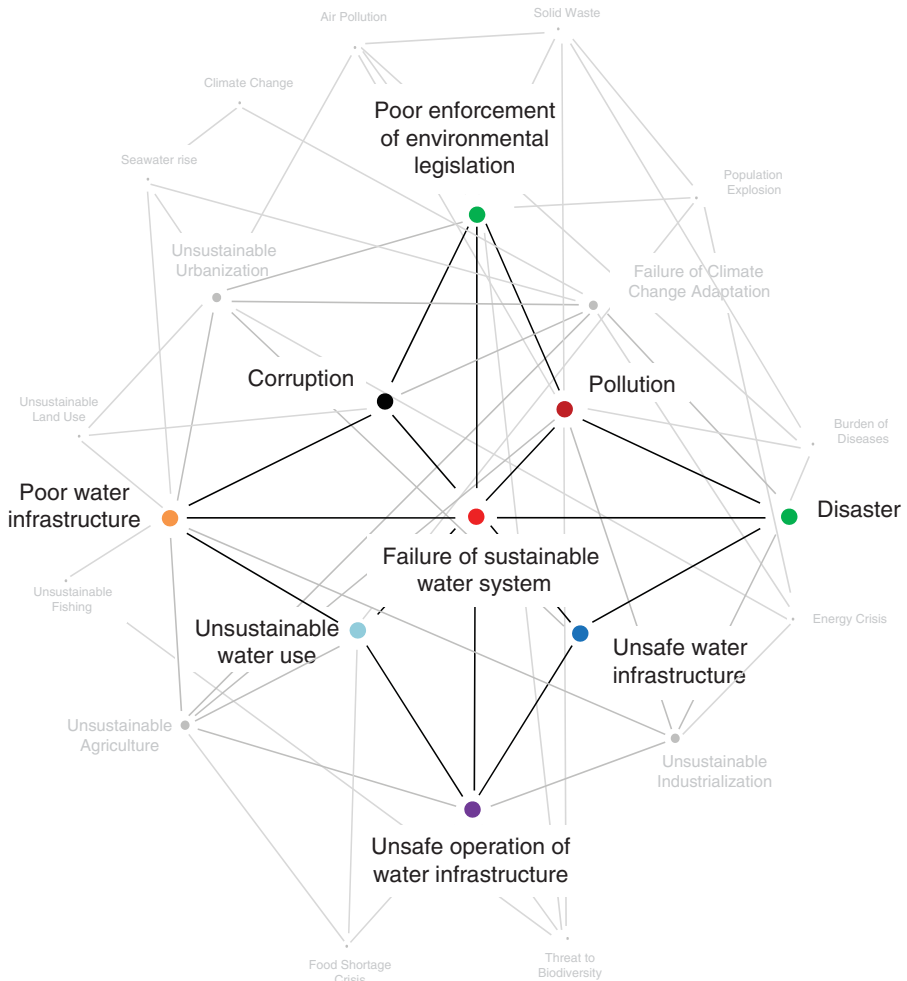 Solid Waste
Air Pollution
Climate Change
Poor enforcement
of environmental
legislation
Seawater rise
Population
Explosion
Unsustainable
Urbanization
Failure of Climate
Change Adaptation
Corruption
Pollution
Unsustainable
Land Use
Burden of
Diseases
Poor water
infrastructure
Disaster
Failure of sustainable
water system
Unsustainable
Fishing
Energy Crisis
Unsustainable
water use
Unsafe water
infrastructure
Unsustainable
Agriculture
Unsustainable
Industrialization
Unsafe operation of
water infrastructure
Food Shortage
Crisis
Threat to
Biodiversity